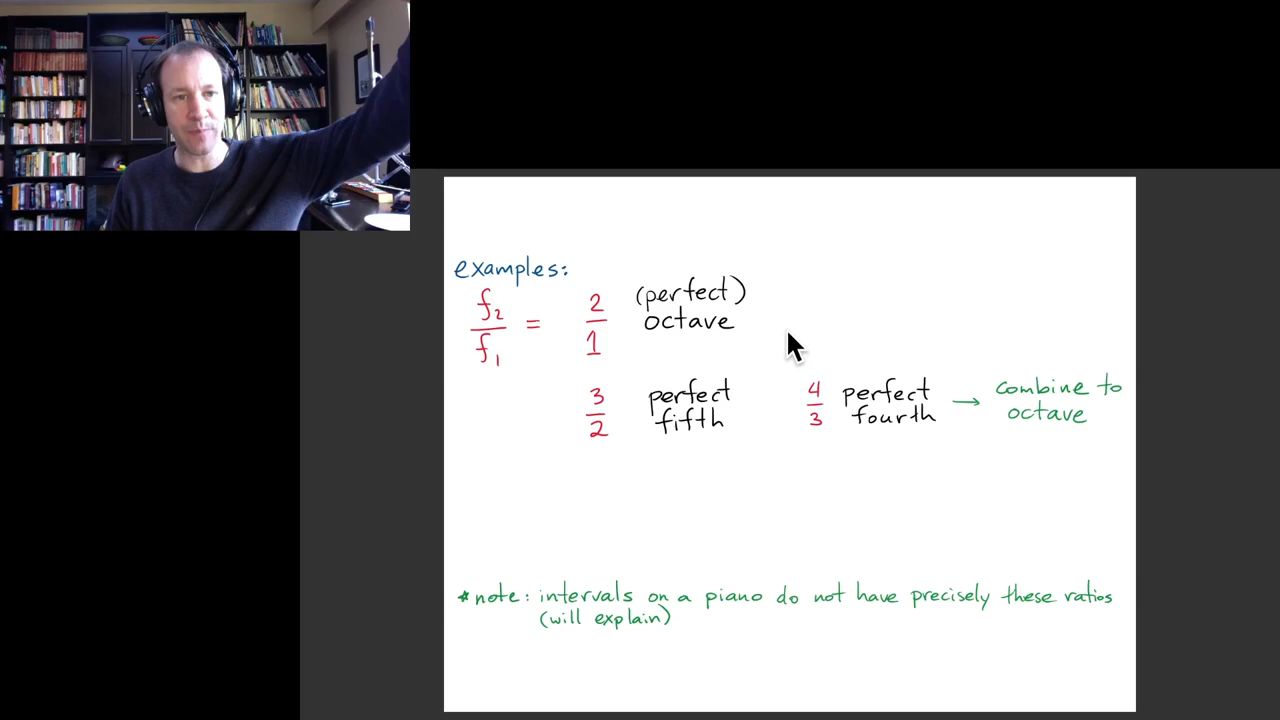 examples:
f₂/f₁ = 2/1 (perfect) octave
3/2 perfect fifth 4/3 perfect fourth → combine to octave
*note: intervals on a piano do not have precisely these ratios
(will explain)